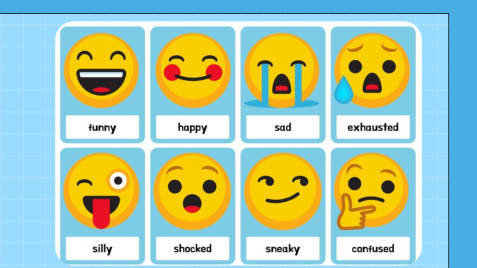 funny
happy
sad
exhausted
silly
shocked
sneaky
confused